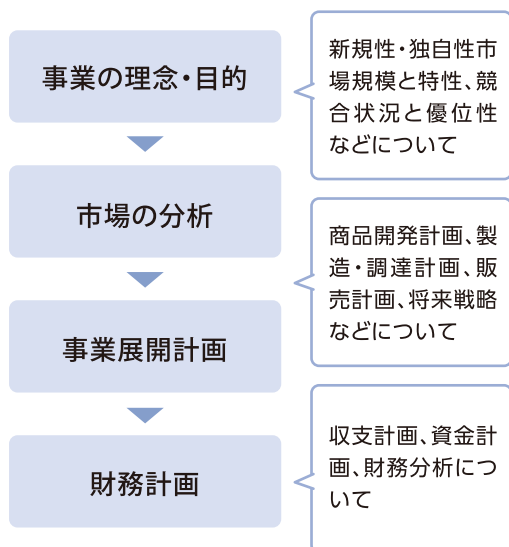 事業の理念・目的
新規性・独自性市
場規模と特性、競
合状況と優位性
などについて
市場の分析
商品開発計画、製
造・調達計画、販
売計画、将来戦略
などについて
事業展開計画
収支計画、資金計
画、財務分析につ
いて
財務計画